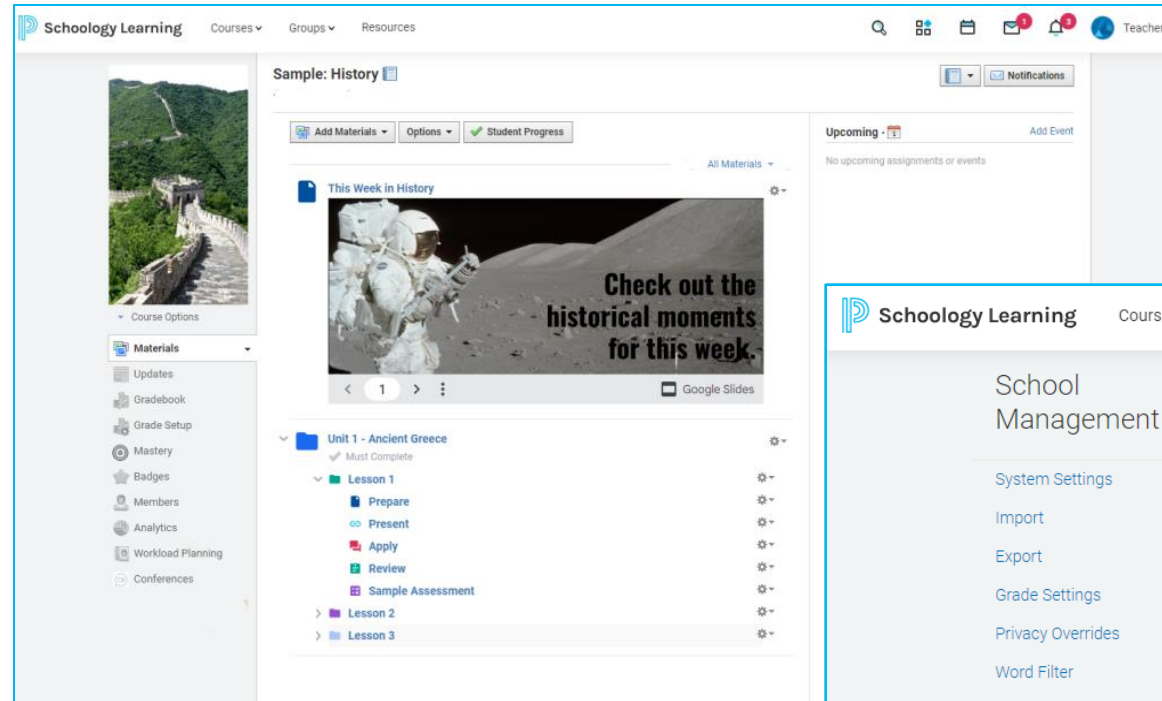 Schoology Learning Courses Groups Resources 1 3 Teacher
Sample: History
Notifications
Add Materials Options Student Progress
All Materials
This Week in History
Check out the
historical moments
for this week.
1 Google Slides
Unit 1 - Ancient Greece
Must Complete
Lesson 1
Prepare
Present
Apply
Review
Sample Assessment
Lesson 2
Lesson 3
Course Options
Materials
Updates
Gradebook
Grade Setup
Mastery
Badges
Members
Analytics
Workload Planning
Conferences
Upcoming · 1 Add Event
No upcoming assignments or events
Schoology Learning Cours
School
Management
System Settings
Import
Export
Grade Settings
Privacy Overrides
Word Filter